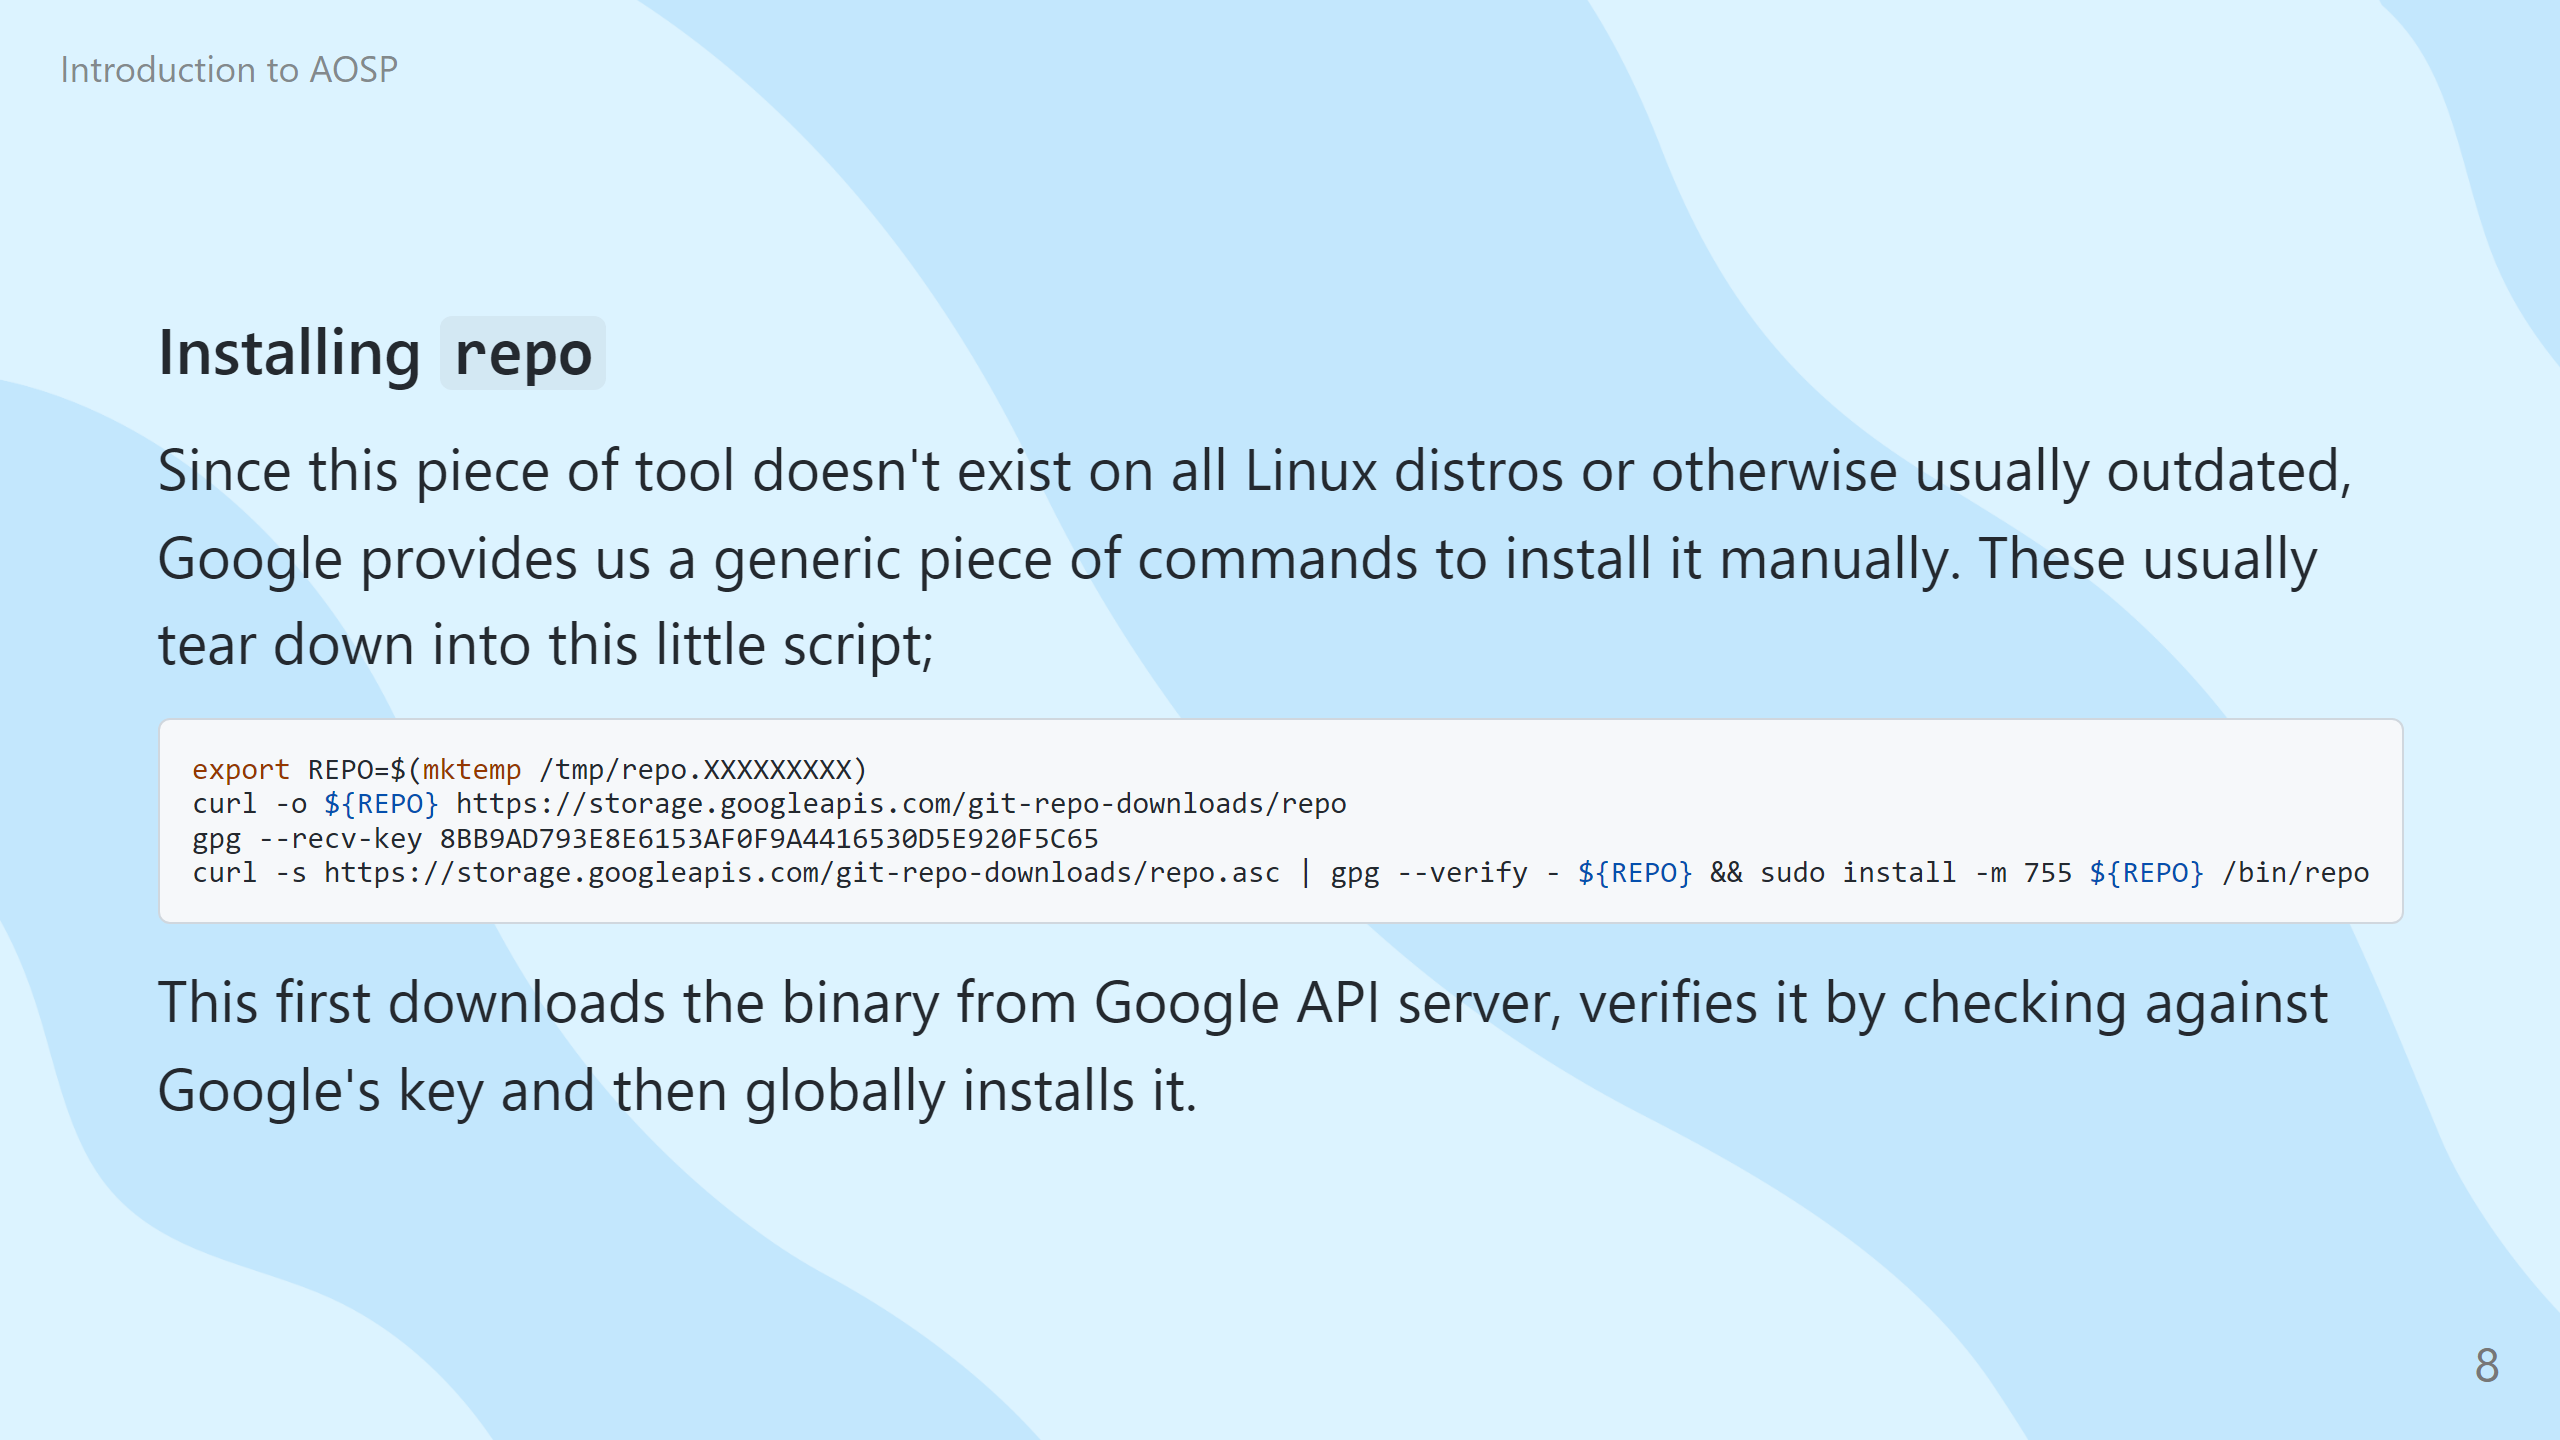 Introduction to AOSP
Installing repo
Since this piece of tool doesn't exist on all Linux distros or otherwise usually outdated,
Google provides us a generic piece of commands to install it manually. These usually
tear down into this little script;
export REPO=$(mktemp /tmp/repo.XXXXXXXXX)
curl -o ${REPO} https://storage.googleapis.com/git-repo-downloads/repo
gpg --recv-key 8BB9AD793E8E6153AF0F9A4416530D5E920F5C65
curl -s https://storage.googleapis.com/git-repo-downloads/repo.asc | gpg --verify - ${REPO} && sudo install -m 755 ${REPO} /bin/repo
This first downloads the binary from Google API server, verifies it by checking against
Google's key and then globally installs it.
8